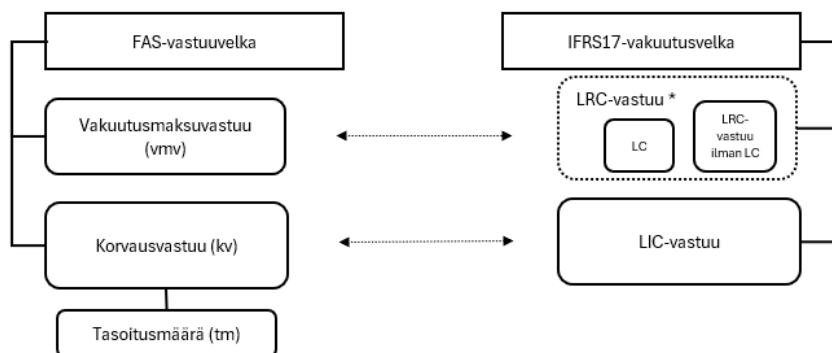 FAS-vastuuvelka
IFRS17-vakuutusvelka
Vakuutusmaksuvastuu
(vmv)
LRC-vastuu *
LC
LRC-
vastuu
ilman LC
Korvausvastuu (kv)
LIC-vastuu
Tasoitusmäärä (tm)